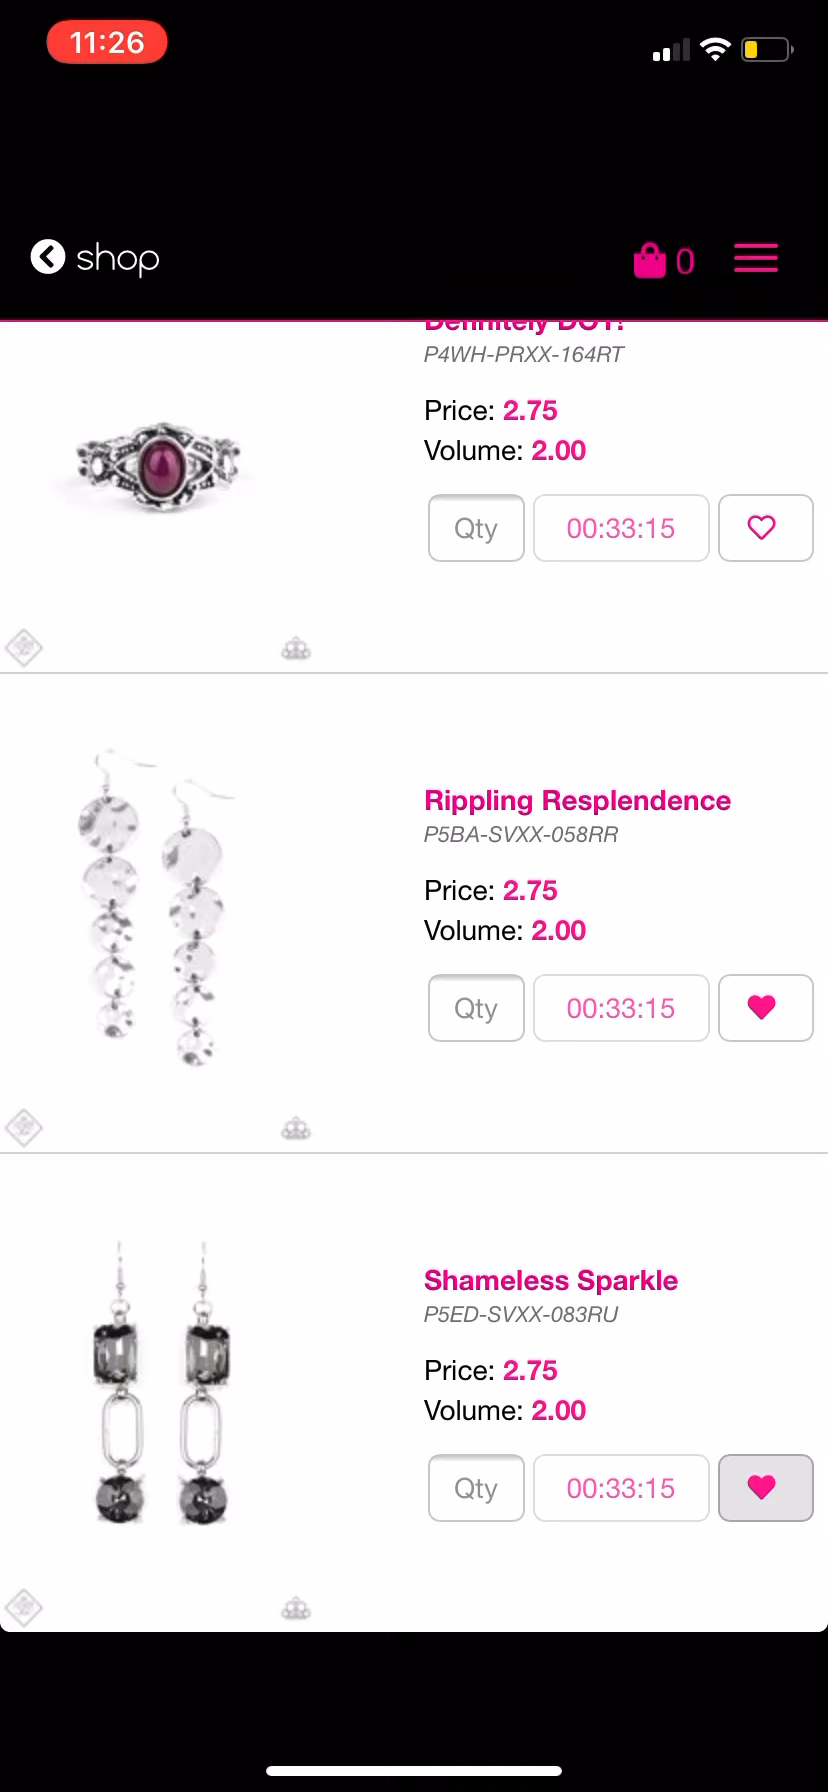 11:26
shop
0
Definitely DOT!
P4WH-PRXX-164RT
Price: 2.75
Volume: 2.00
Qty
00:33:15
Rippling Resplendence
P5BA-SVXX-058RR
Price: 2.75
Volume: 2.00
Qty
00:33:15
Shameless Sparkle
P5ED-SVXX-083RU
Price: 2.75
Volume: 2.00
Qty
00:33:15